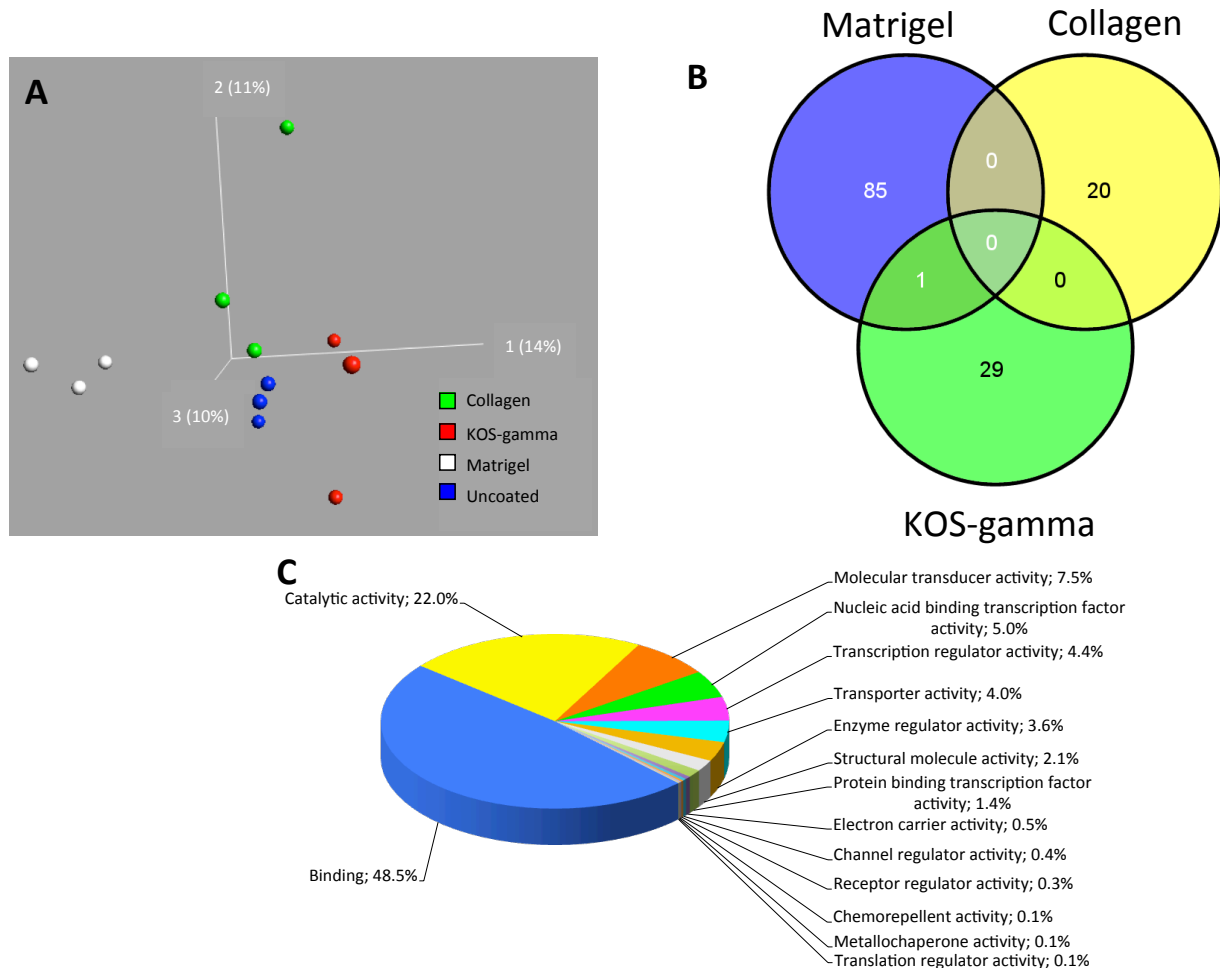 A
2 (11%)
1 (14%)
3 (10%)
Collagen
KOS-gamma
Matrigel
Uncoated
B
Matrigel
Collagen
85
0
20
0
1
0
29
KOS-gamma
C
Catalytic activity; 22.0%
Binding; 48.5%
Molecular transducer activity; 7.5%
Nucleic acid binding transcription factor
activity; 5.0%
Transcription regulator activity; 4.4%
Transporter activity; 4.0%
Enzyme regulator activity; 3.6%
Structural molecule activity; 2.1%
Protein binding transcription factor
activity; 1.4%
Electron carrier activity; 0.5%
Channel regulator activity; 0.4%
Receptor regulator activity; 0.3%
Chemorepellent activity; 0.1%
Metallochaperone activity; 0.1%
Translation regulator activity; 0.1%